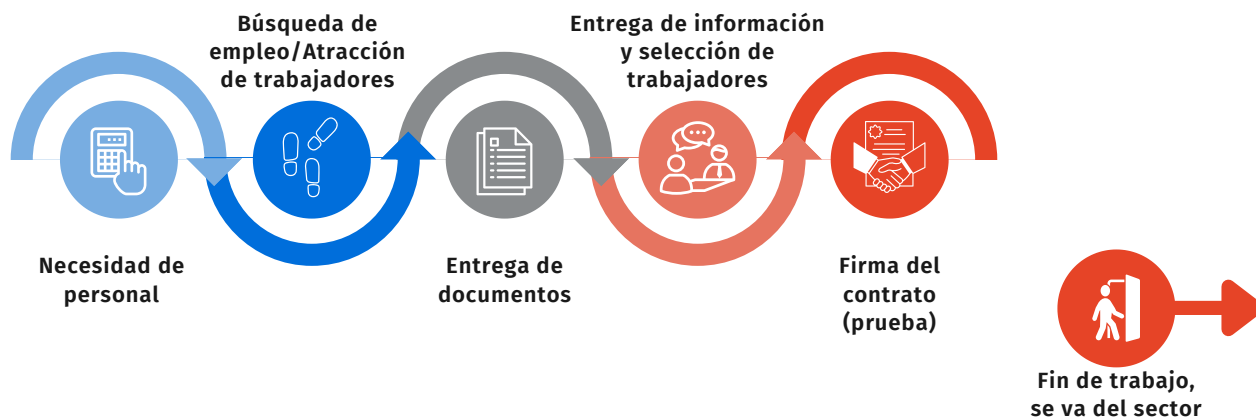 Necesidad de
personal
Búsqueda de
empleo/Atracción
de trabajadores
Entrega de
documentos
Entrega de información
y selección de
trabajadores
Firma del
contrato
(prueba)
Fin de trabajo,
se va del sector